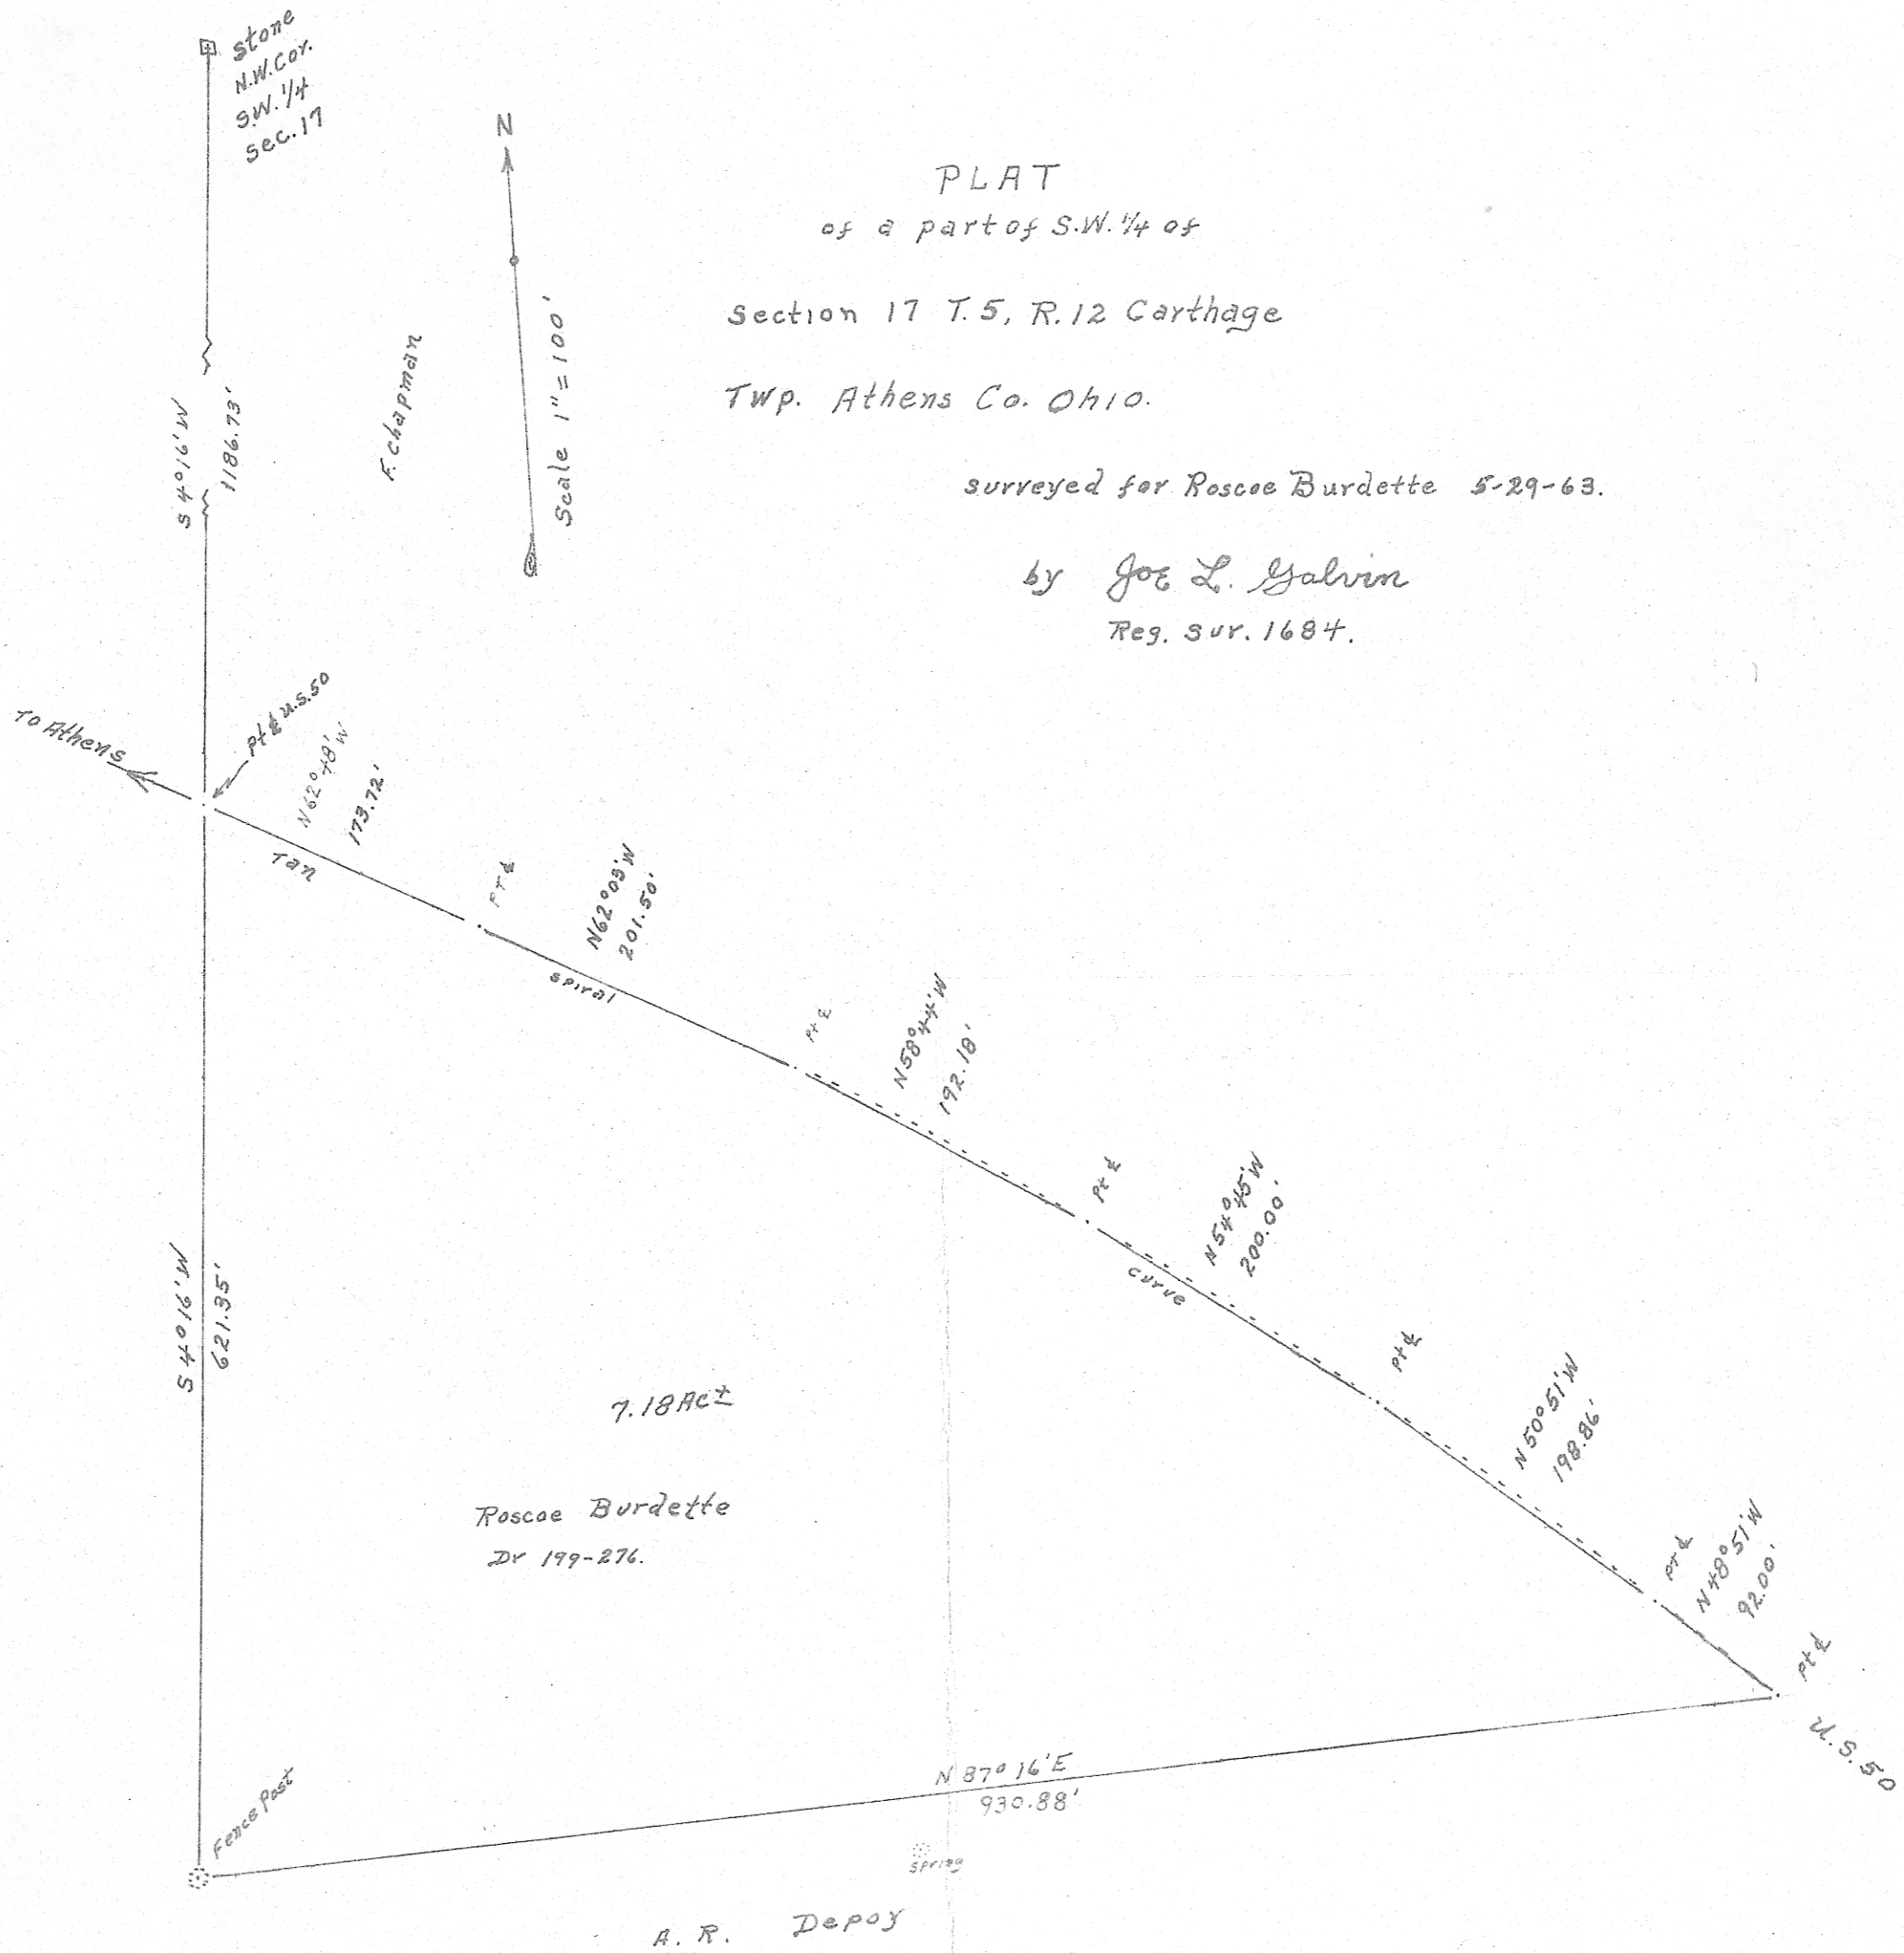 stone
N.W. Cor.
S.W. 1/4
Sec. 17
N
Scale 1" = 100'
PLAT
of a part of S.W. 1/4 of
Section 17 T. 5, R. 12 Carthage
Twp. Athens Co. Ohio.
surveyed for Roscoe Burdette 5-29-63.
by Joe L. Galvin
Reg. Sur. 1684.
F. Chapman
S 4° 16' W
1186.73'
To Athens
Pt ℄ U.S. 50
N 62° 48' W
173.72'
Tan
PT ℄
N 62° 03' W
201.50'
spiral
Pt ℄
N 58° 44' W
192.18'
Pt ℄
N 54° 45' W
200.00'
curve
Pt ℄
N 50° 51' W
198.86'
Pt ℄
N 48° 51' W
92.00'
Pt ℄
U.S. 50
S 4° 16' W
621.35'
7.18 Ac ±
Roscoe Burdette
Dr 199-276.
N 87° 16' E
930.88'
Fence Post
spring
A. R. Depoy